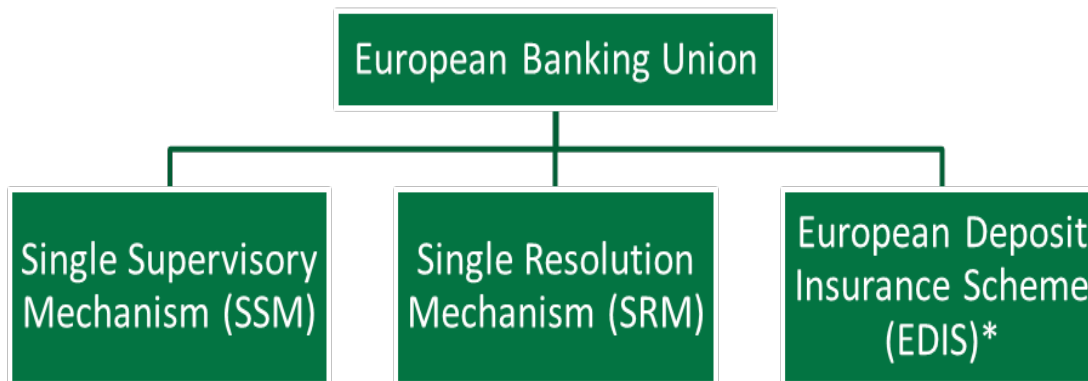 European Banking Union
Single Supervisory
Mechanism (SSM)
Single Resolution
Mechanism (SRM)
European Deposit
Insurance Scheme
(EDIS)*